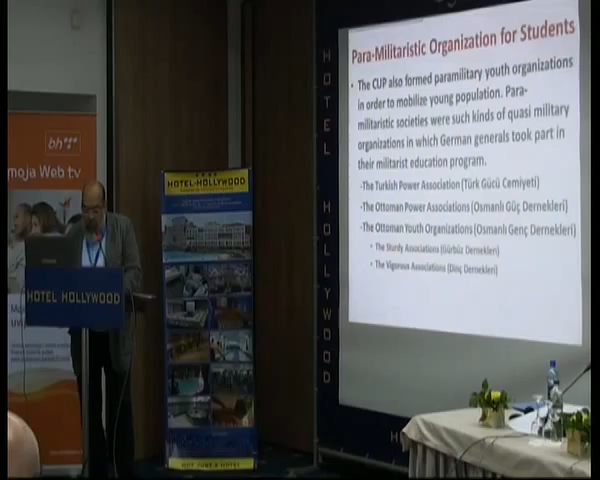 Para-Militaristic Organization for Students
• The CUP also formed paramilitary youth organizations
in order to mobilize young population. Para-
militaristic societies were such kinds of quasi military
organizations in which German generals took part in
their militarist education program.
-The Turkish Power Association (Türk Gücü Cemiyeti)
-The Ottoman Power Associations (Osmanlı Güç Dernekleri)
-The Ottoman Youth Organizations (Osmanlı Genç Dernekleri)
• The Sturdy Associations (Gürbüz Dernekleri)
• The Vigorous Associations (Dinç Dernekleri)
HOTEL HOLLYWOOD
bh
moja Web tv
HOTEL HOLLYWOOD
HOTEL HOLLYWOOD
NOT JUST A HOTEL